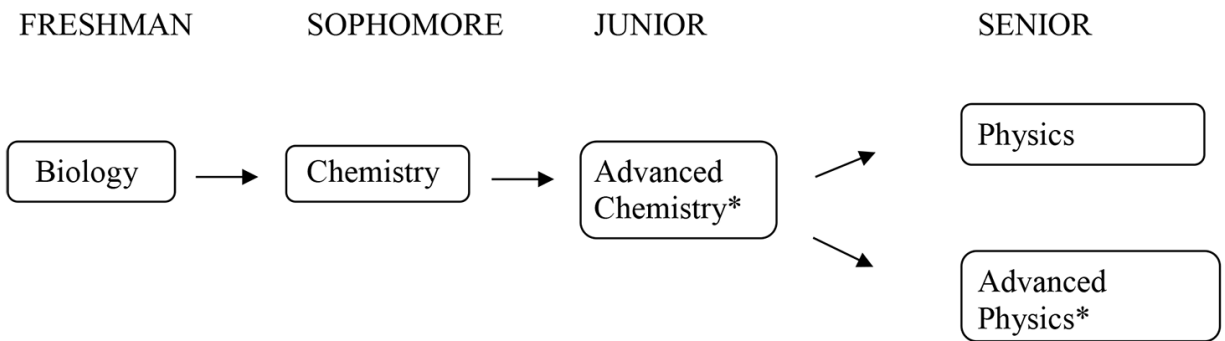 FRESHMAN SOPHOMORE JUNIOR SENIOR
Biology
Chemistry
Advanced
Chemistry*
Physics
Advanced
Physics*